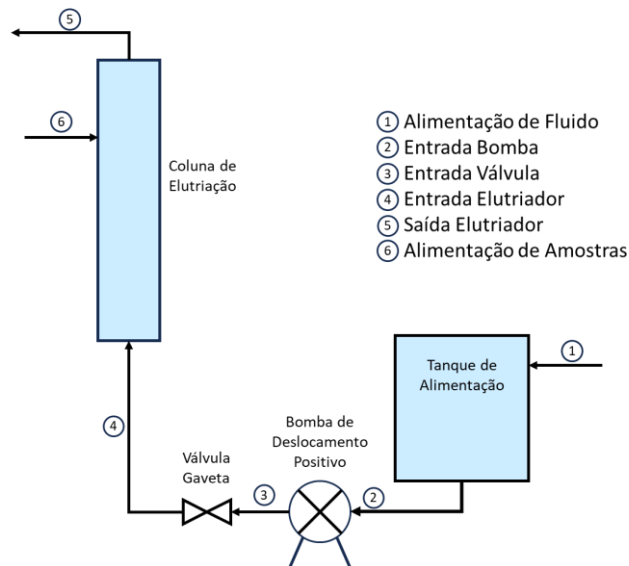 5
6
Coluna de
Elutriação
1 Alimentação de Fluido
2 Entrada Bomba
3 Entrada Válvula
4 Entrada Elutriador
5 Saída Elutriador
6 Alimentação de Amostras
Tanque de
Alimentação
1
4
Válvula
Gaveta
3
Bomba de
Deslocamento
Positivo
2